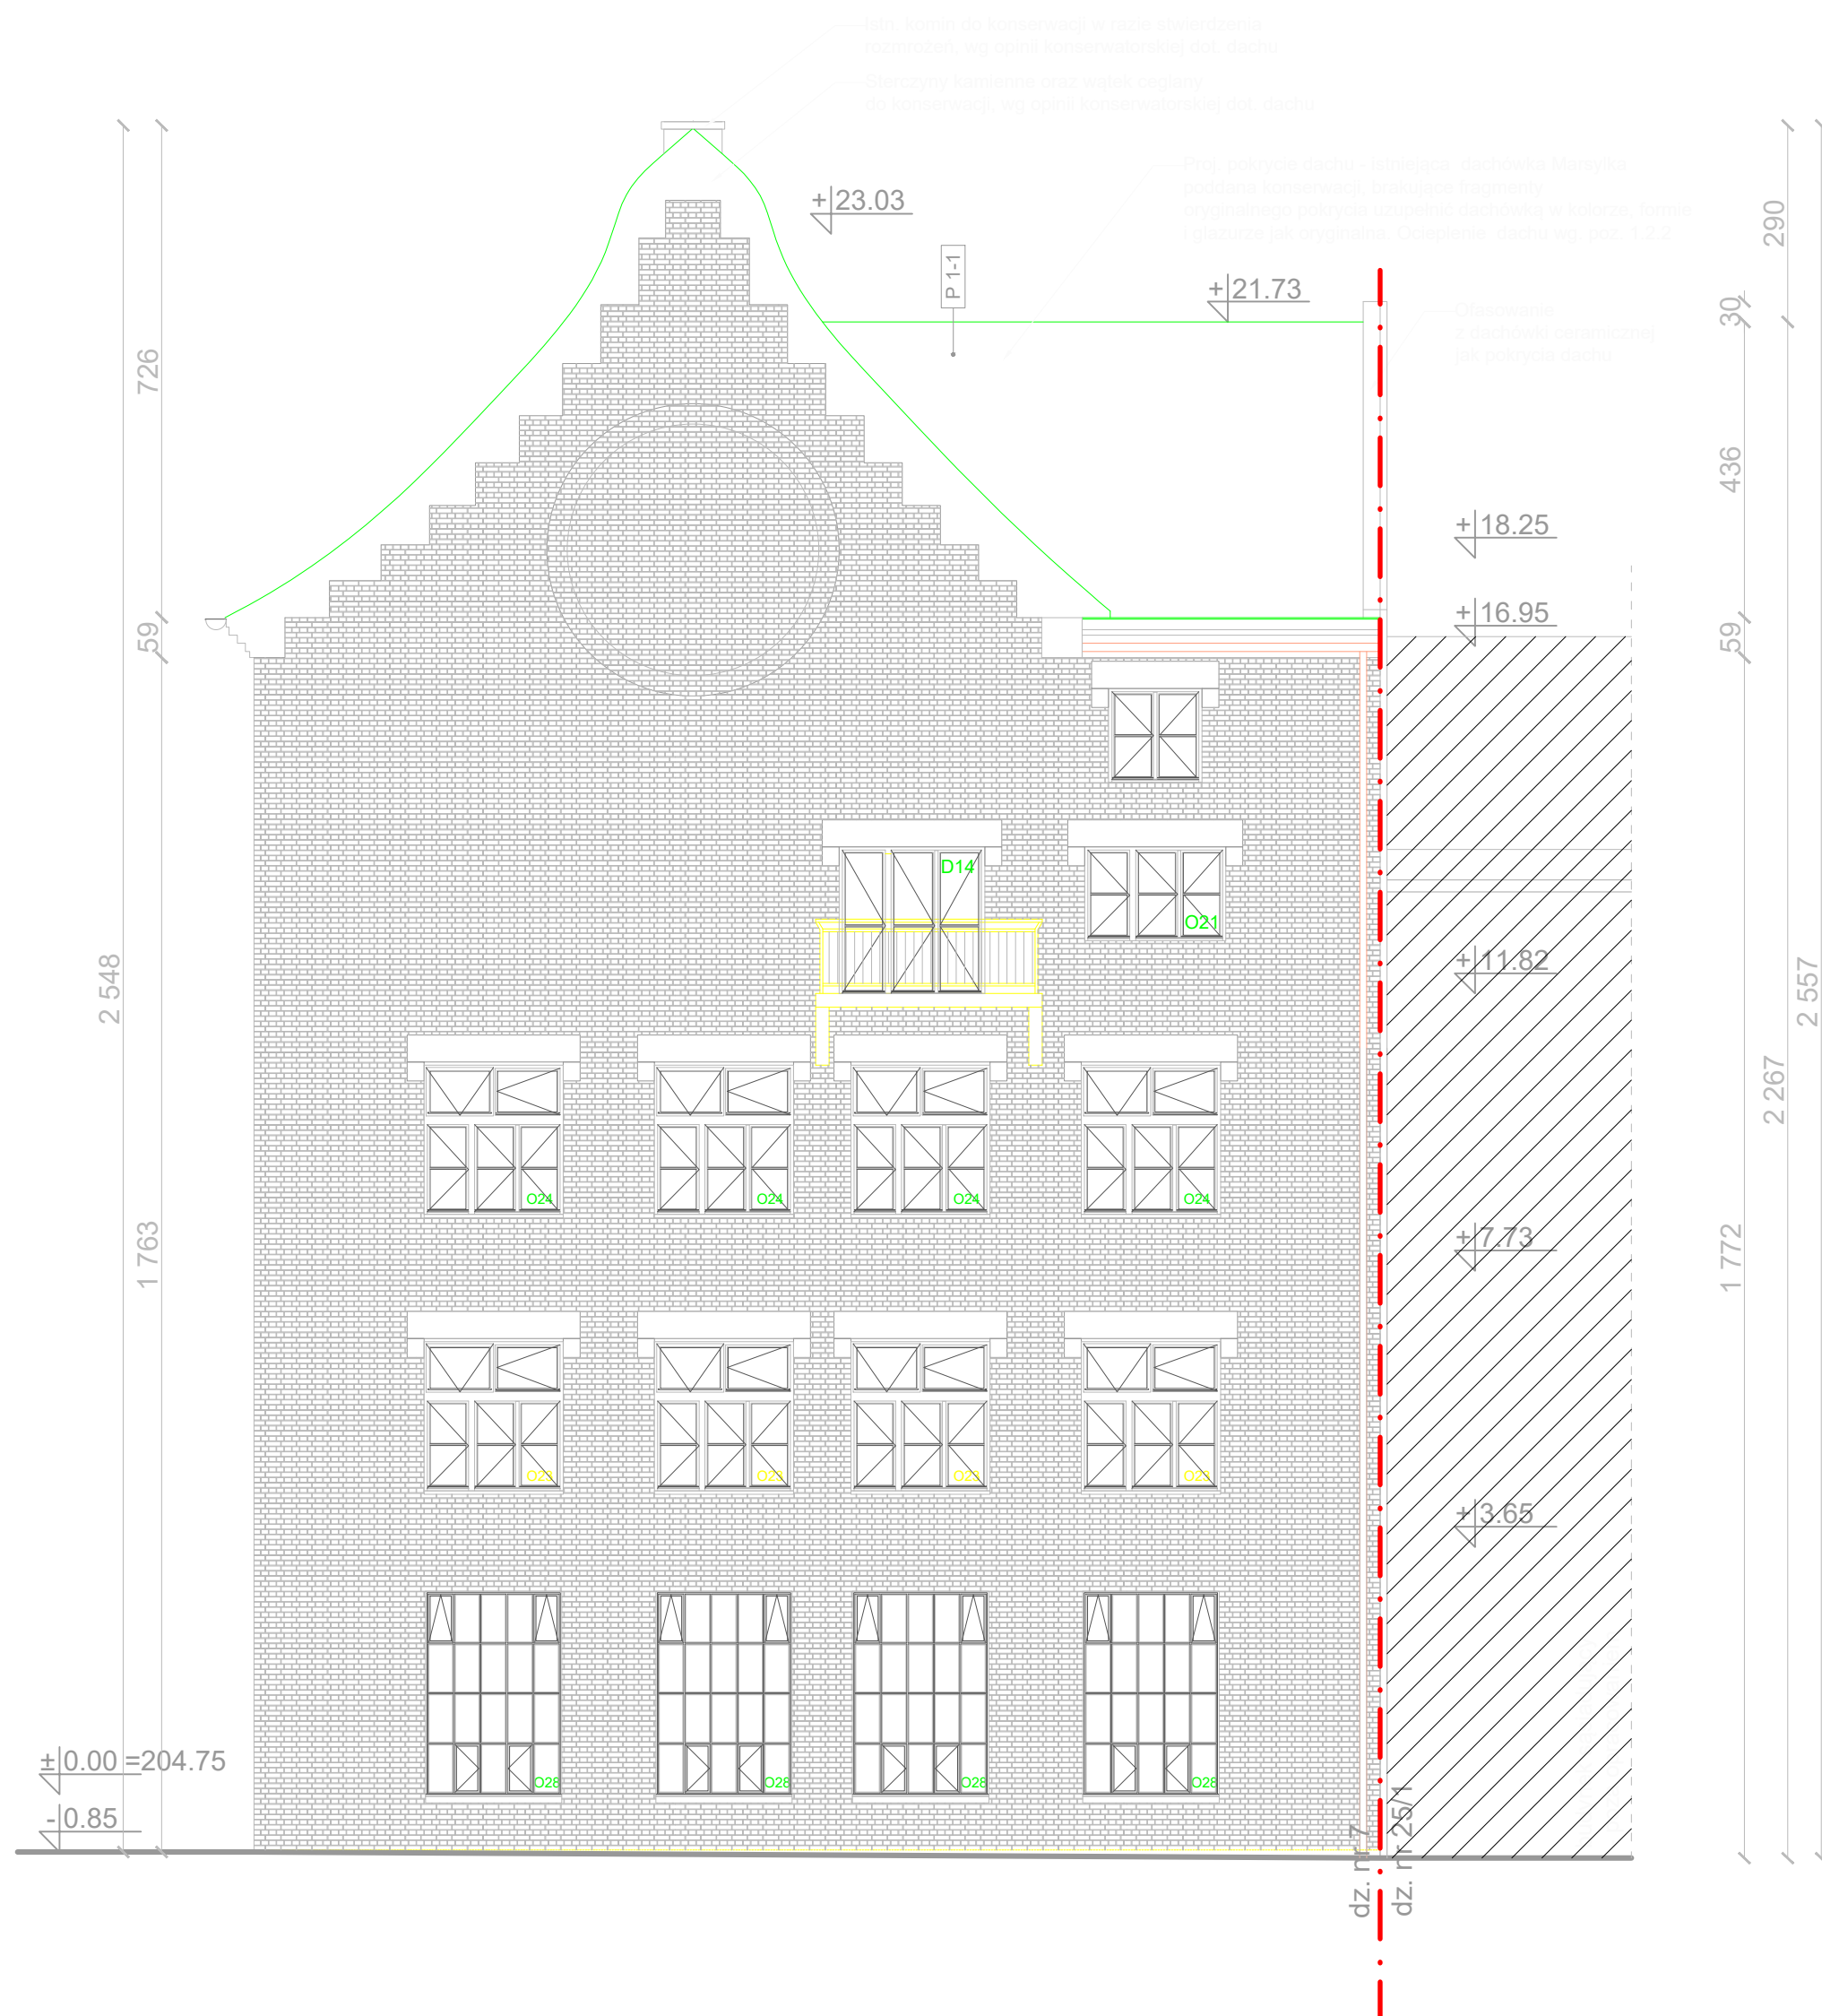 Istn. komin do konserwacji w razie stwierdzenia
rozmrożeń, wg opinii konserwatorskiej dot. dachu
Sterczyny kamienne oraz wątek ceglany
do konserwacji, wg opinii konserwatorskiej dot. dachu
Proj. pokrycie dachu - istniejąca dachówka Marsylka
poddana konserwacji, brakujące fragmenty
oryginalnego pokrycia uzupełnić dachówką w kolorze, formie
i glazurze jak oryginalna. Ocieplenie dachu wg. poz. 1.2.2
+23.03
P 1-1
+21.73
Ofasowanie
z dachówki ceramicznej
jak pokrycie dachu
290
30
726
436
+18.25
+16.95
59
59
D14
O21
+11.82
2 548
2 557
2 267
O24
O24
O24
O24
+7.73
1 763
1 772
O23
O23
O23
O23
+3.65
±0.00 =204.75
O28
O28
O28
O28
-0.85
dz. nr 7
dz. nr 25/1